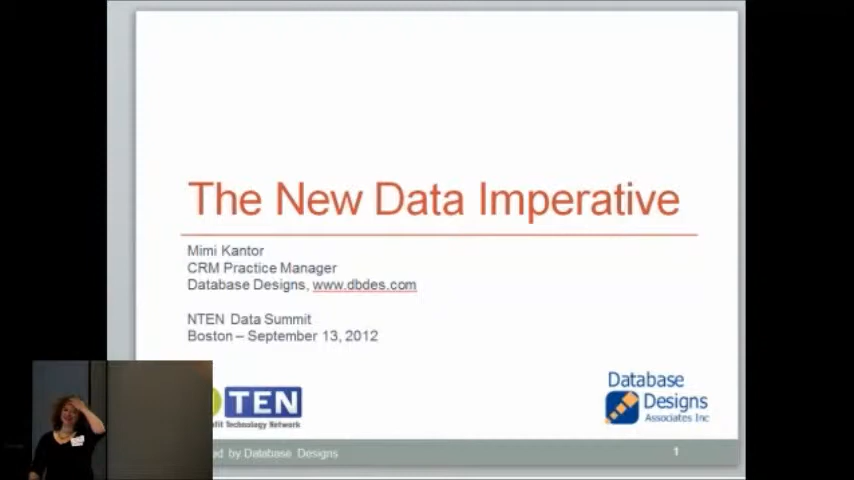 The New Data Imperative
Mimi Kantor
CRM Practice Manager
Database Designs, www.dbdes.com
NTEN Data Summit
Boston – September 13, 2012
TEN
Technology Network
Database
Designs
Associates Inc
by Database Designs
1